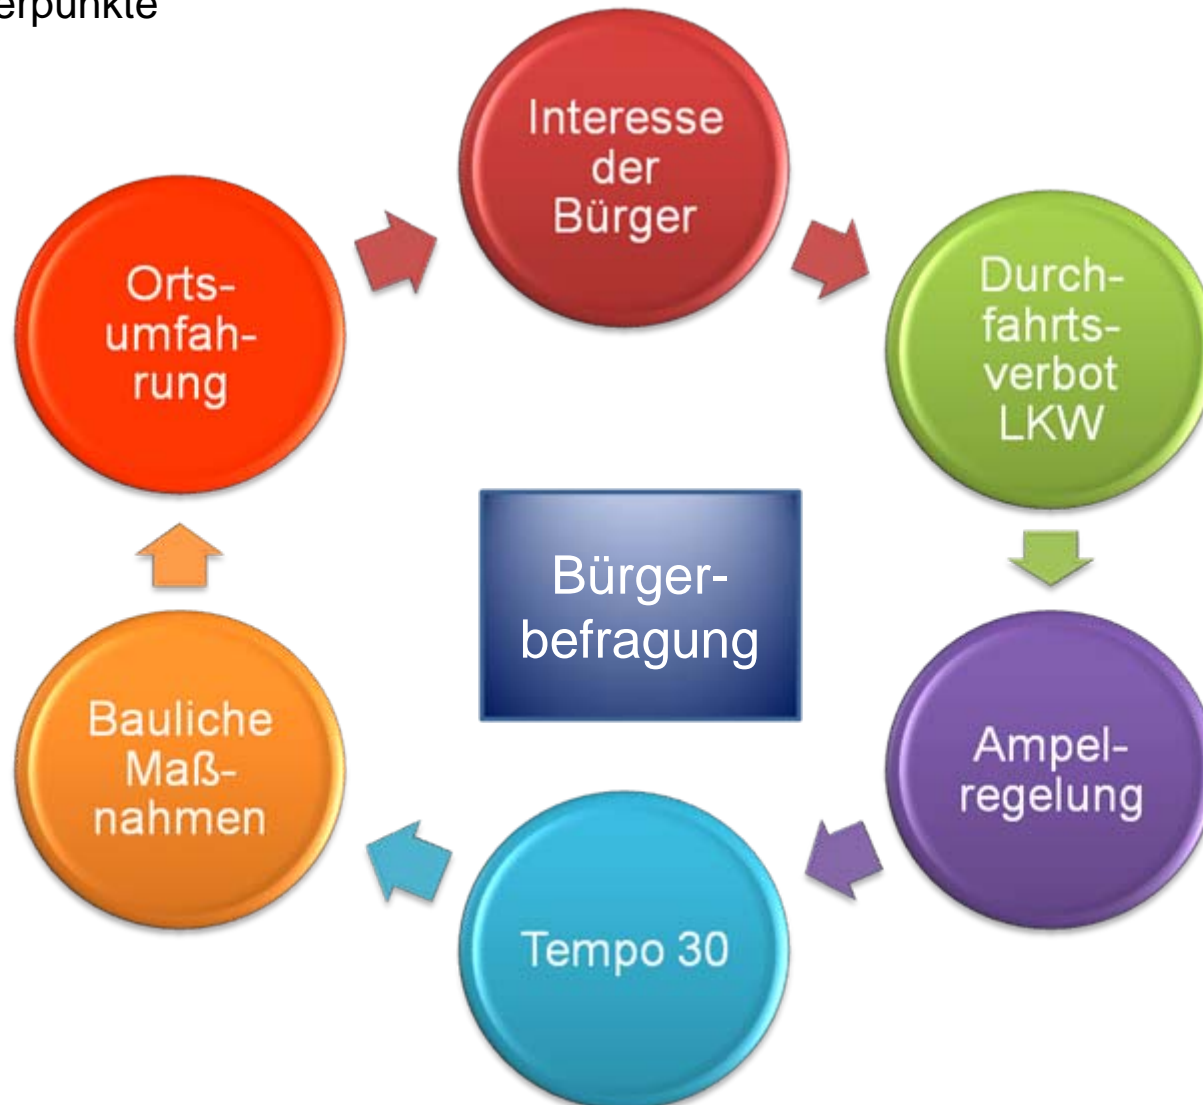 erpunkte
Interesse
der
Bürger
Durch-
fahrts-
verbot
LKW
Ampel-
regelung
Tempo 30
Bauliche
Maß-
nahmen
Orts-
umfah-
rung
Bürger-
befragung